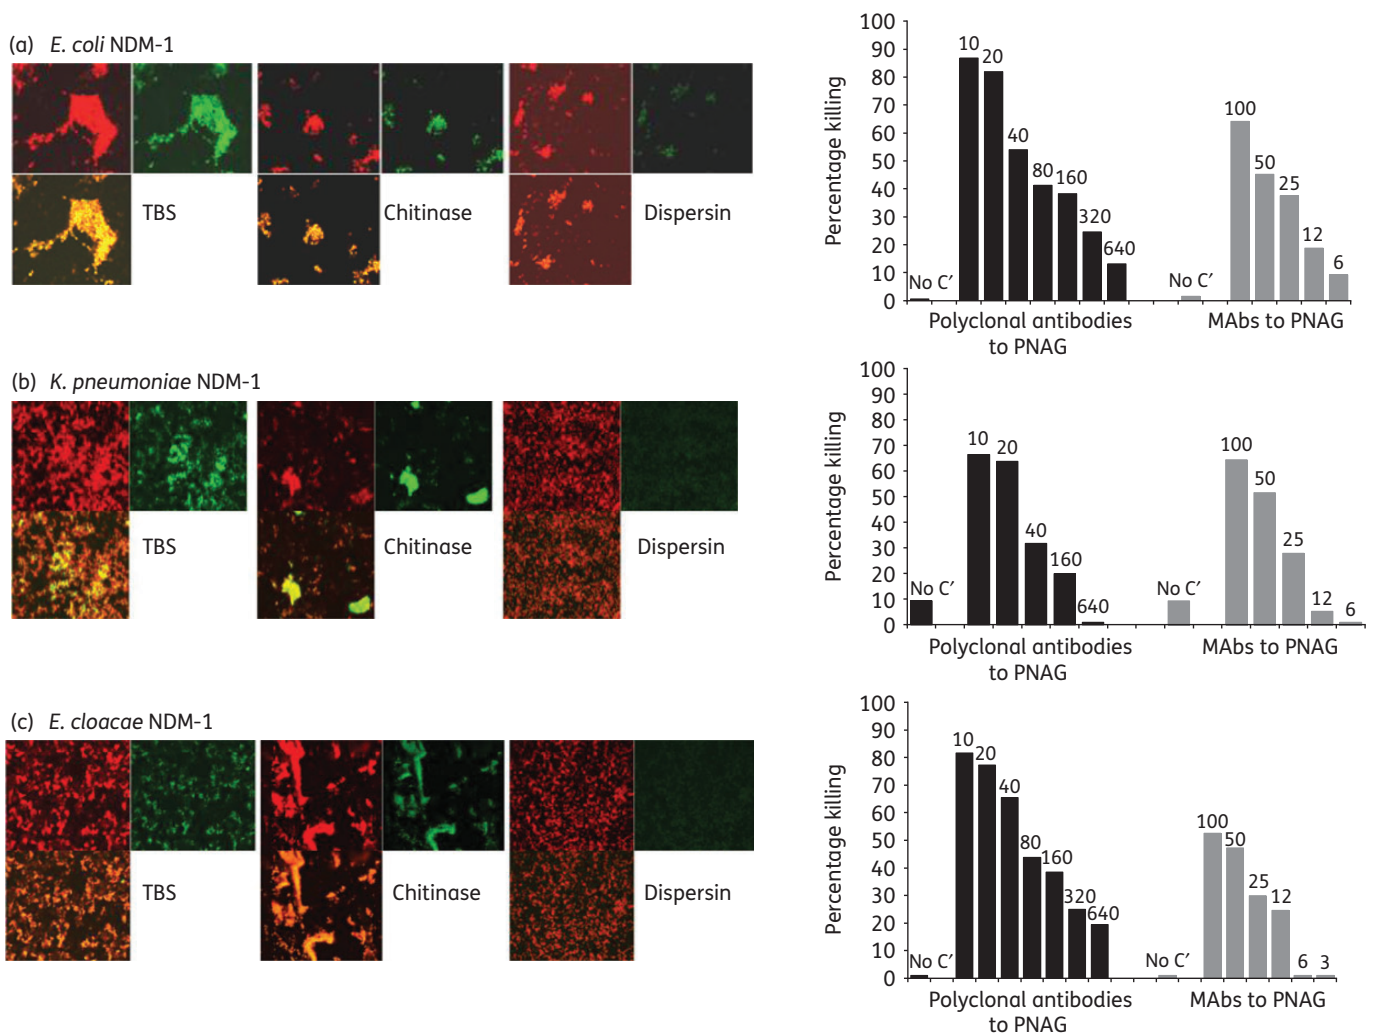 (a) E. coli NDM-1
TBS
Chitinase
Dispersin
Percentage killing
100
90
80
70
60
50
40
30
20
10
0
No C′
10
20
40
80
160
320
640
No C′
100
50
25
12
6
Polyclonal antibodies
to PNAG
MAbs to PNAG
(b) K. pneumoniae NDM-1
TBS
Chitinase
Dispersin
Percentage killing
100
90
80
70
60
50
40
30
20
10
0
No C′
10
20
40
160
640
No C′
100
50
25
12
6
Polyclonal antibodies
to PNAG
MAbs to PNAG
(c) E. cloacae NDM-1
TBS
Chitinase
Dispersin
Percentage killing
100
90
80
70
60
50
40
30
20
10
0
No C′
10
20
40
80
160
320
640
No C′
100
50
25
12
6
3
Polyclonal antibodies
to PNAG
MAbs to PNAG